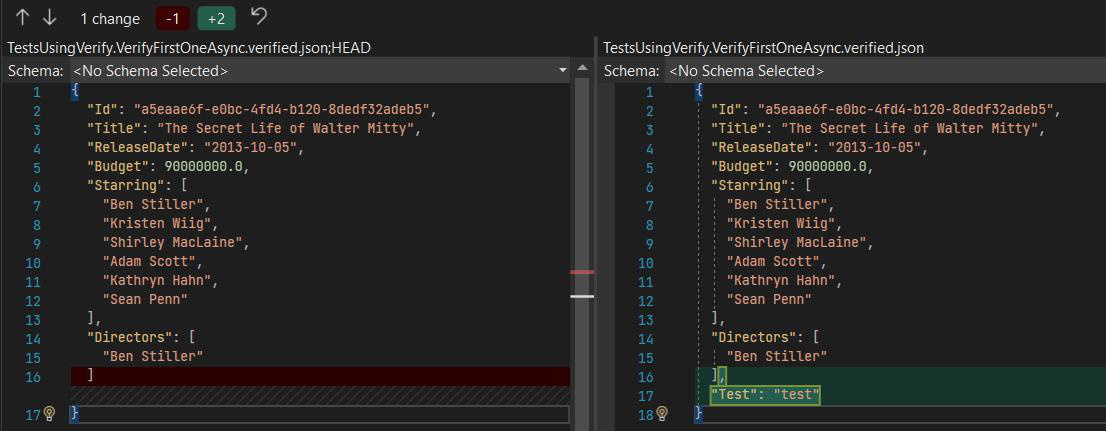 1 change -1 +2
TestsUsingVerify.VerifyFirstOneAsync.verified.json;HEAD
Schema: <No Schema Selected>
1 {
2 "Id": "a5eaae6f-e0bc-4fd4-b120-8dedf32adeb5",
3 "Title": "The Secret Life of Walter Mitty",
4 "ReleaseDate": "2013-10-05",
5 "Budget": 90000000.0,
6 "Starring": [
7 "Ben Stiller",
8 "Kristen Wiig",
9 "Shirley MacLaine",
10 "Adam Scott",
11 "Kathryn Hahn",
12 "Sean Penn"
13 ],
14 "Directors": [
15 "Ben Stiller"
16 ]
17 }
TestsUsingVerify.VerifyFirstOneAsync.verified.json
Schema: <No Schema Selected>
1 {
2 "Id": "a5eaae6f-e0bc-4fd4-b120-8dedf32adeb5",
3 "Title": "The Secret Life of Walter Mitty",
4 "ReleaseDate": "2013-10-05",
5 "Budget": 90000000.0,
6 "Starring": [
7 "Ben Stiller",
8 "Kristen Wiig",
9 "Shirley MacLaine",
10 "Adam Scott",
11 "Kathryn Hahn",
12 "Sean Penn"
13 ],
14 "Directors": [
15 "Ben Stiller"
16 ],
17 "Test": "test"
18 }